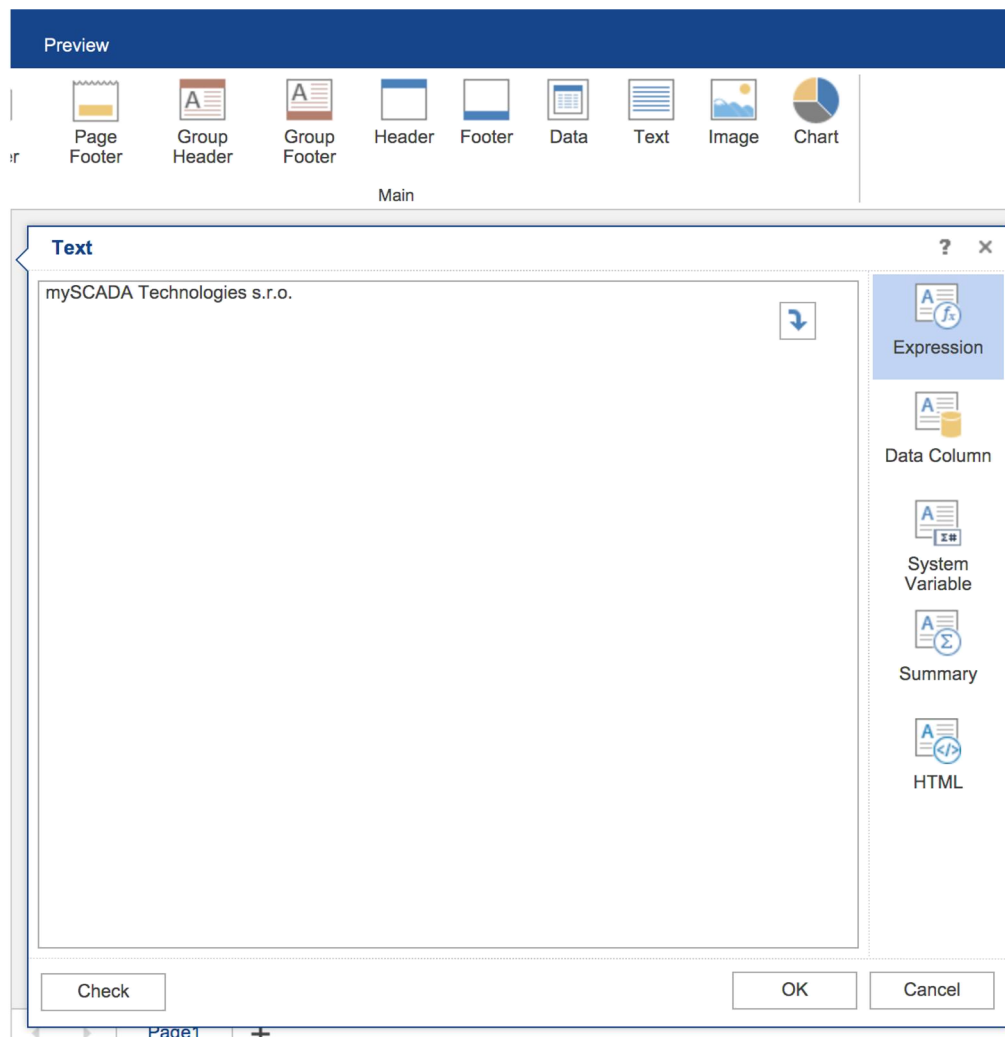 Preview
er
Page Footer
Group Header
Group Footer
Header
Footer
Data
Text
Image
Chart
Main
Text
? ×
mySCADA Technologies s.r.o.
Expression
Data Column
System
Variable
Summary
HTML
Check
OK
Cancel
Page1